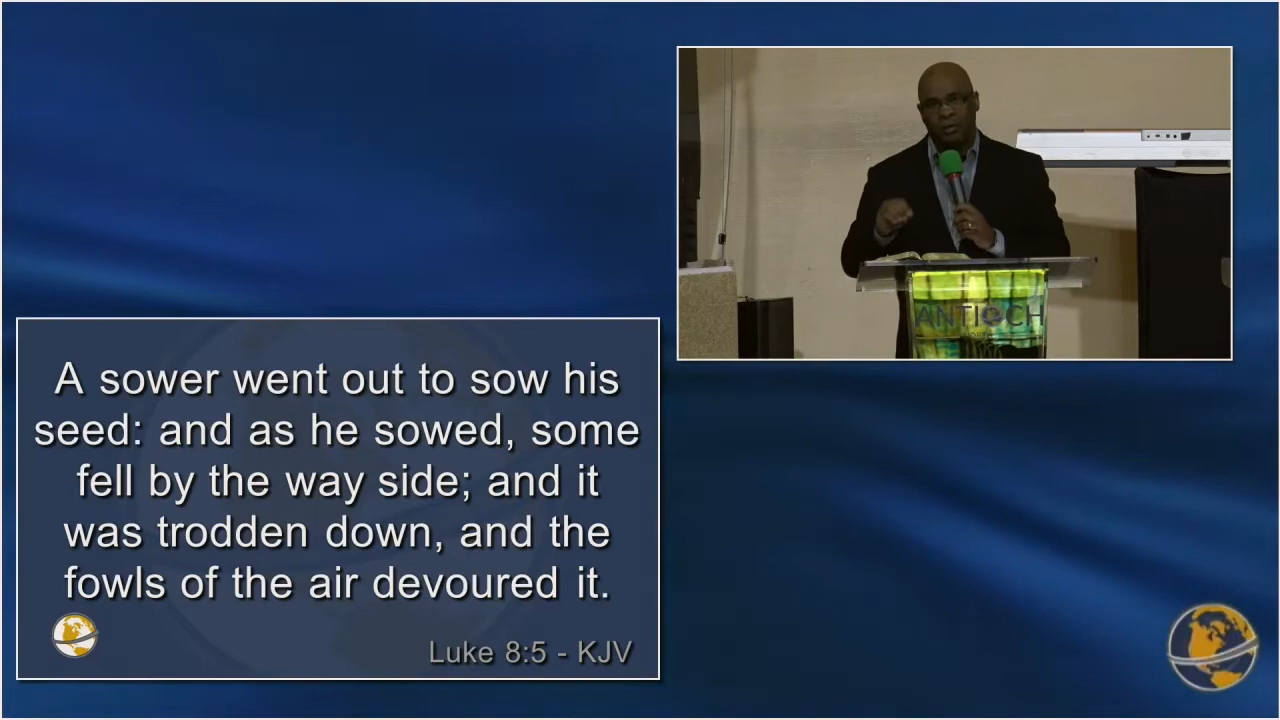 A sower went out to sow his
seed: and as he sowed, some
fell by the way side; and it
was trodden down, and the
fowls of the air devoured it.
Luke 8:5 - KJV
ANTIOCH